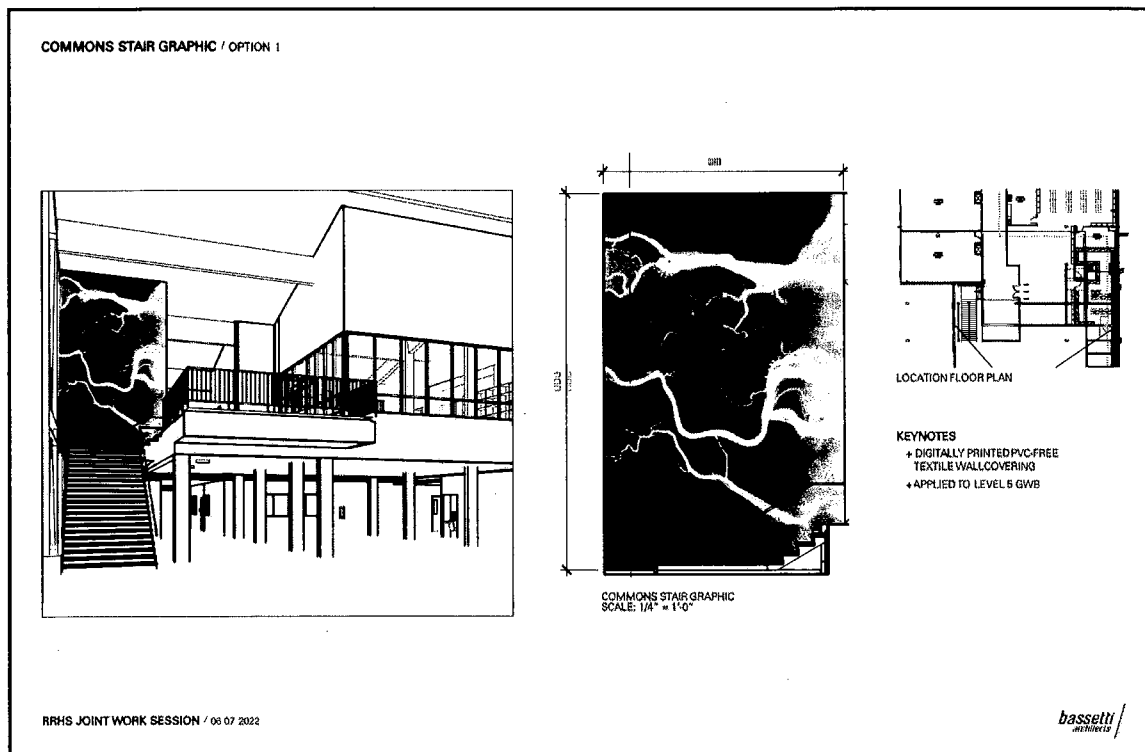 COMMONS STAIR GRAPHIC / OPTION 1
LOCATION FLOOR PLAN
KEYNOTES
+ DIGITALLY PRINTED PVC-FREE
TEXTILE WALLCOVERING
+ APPLIED TO LEVEL 5 GWB
COMMONS STAIR GRAPHIC
SCALE: 1/4" = 1'-0"
RRHS JOINT WORK SESSION / 06 07 2022
bassetti
architects